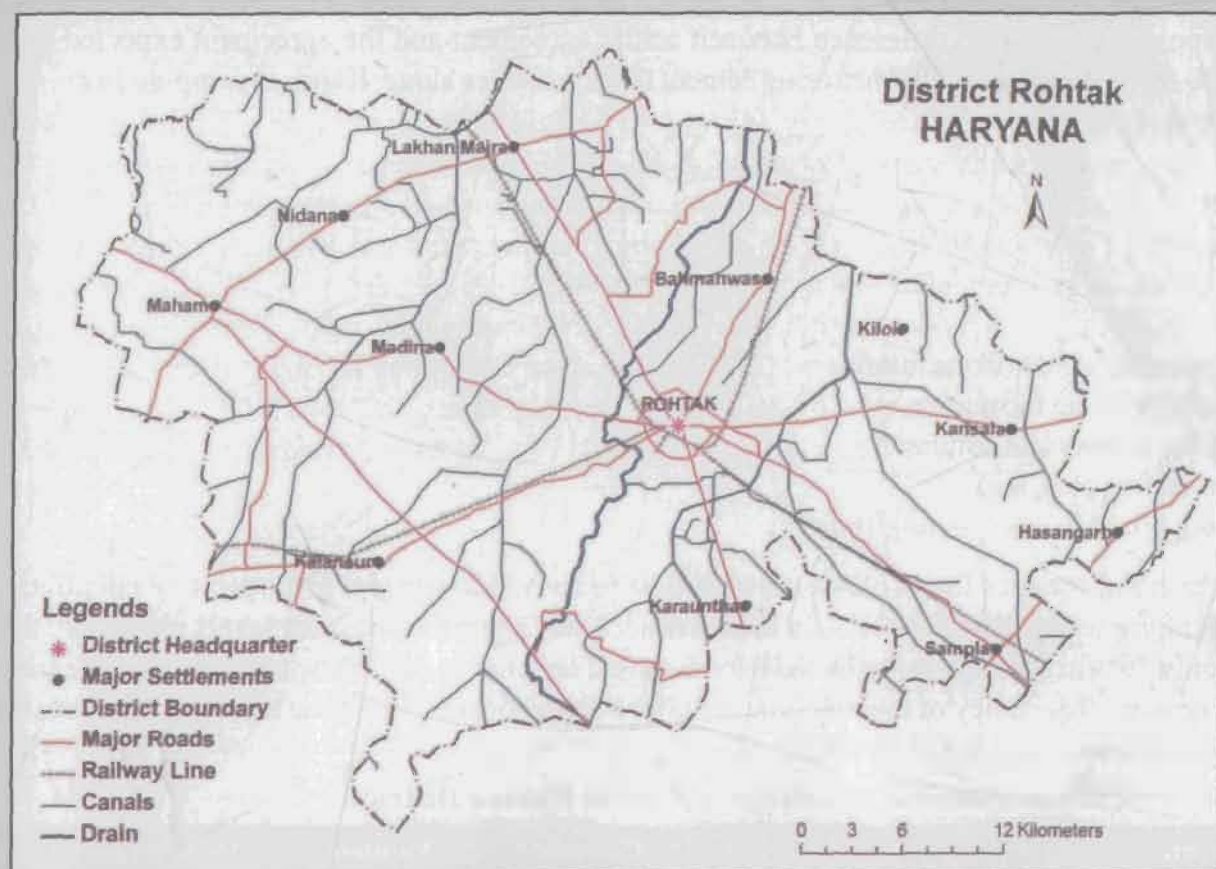 District Rohtak
HARYANA
N
Lakhan Majra
Nidana
Maham
Madina
Bahmahwas
Kiloi
ROHTAK
Kansala
Hasangarh
Kalanaur
Karauntha
Sampla
Legends
District Headquarter
Major Settlements
District Boundary
Major Roads
Railway Line
Canals
Drain
0 3 6 12 Kilometers